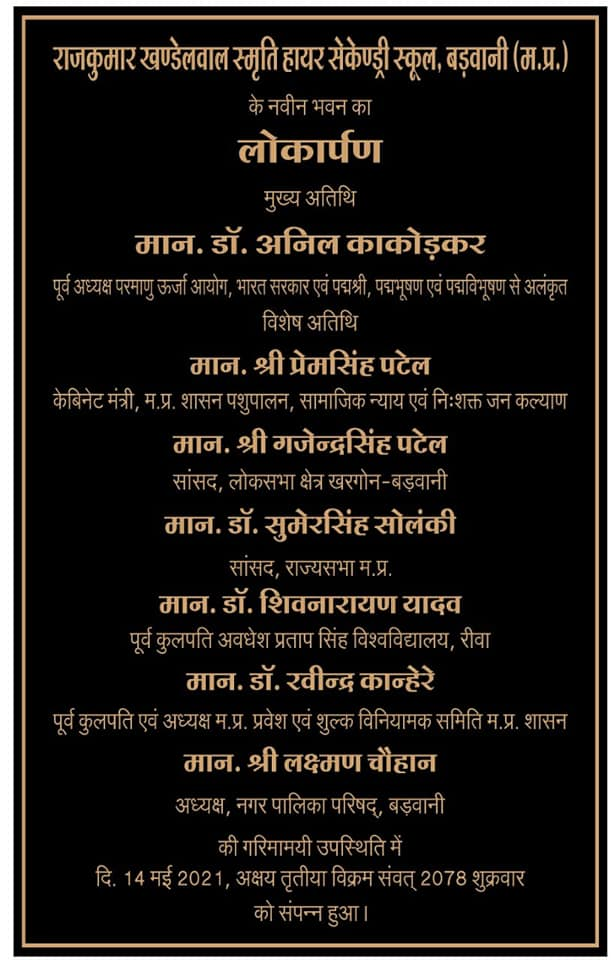 राजकुमार खण्डेलवाल स्मृति हायर सेकेण्ड्री स्कूल, बड़वानी (म.प्र.)
के नवीन भवन का
लोकार्पण
मुख्य अतिथि
मान. डॉ. अनिल काकोड़कर
पूर्व अध्यक्ष परमाणु ऊर्जा आयोग, भारत सरकार एवं पद्मश्री, पद्मभूषण एवं पद्मविभूषण से अलंकृत
विशेष अतिथि
मान. श्री प्रेमसिंह पटेल
केबिनेट मंत्री, म.प्र. शासन पशुपालन, सामाजिक न्याय एवं निःशक्त जन कल्याण
मान. श्री गजेन्द्रसिंह पटेल
सांसद, लोकसभा क्षेत्र खरगोन-बड़वानी
मान. डॉ. सुमेरसिंह सोलंकी
सांसद, राज्यसभा म.प्र.
मान. डॉ. शिवनारायण यादव
पूर्व कुलपति अवधेश प्रताप सिंह विश्वविद्यालय, रीवा
मान. डॉ. रवीन्द्र कान्हेरे
पूर्व कुलपति एवं अध्यक्ष म.प्र. प्रवेश एवं शुल्क विनियामक समिति म.प्र. शासन
मान. श्री लक्ष्मण चौहान
अध्यक्ष, नगर पालिका परिषद्, बड़वानी
की गरिमामयी उपस्थिति में
दि. 14 मई 2021, अक्षय तृतीया विक्रम संवत् 2078 शुक्रवार
को संपन्न हुआ।